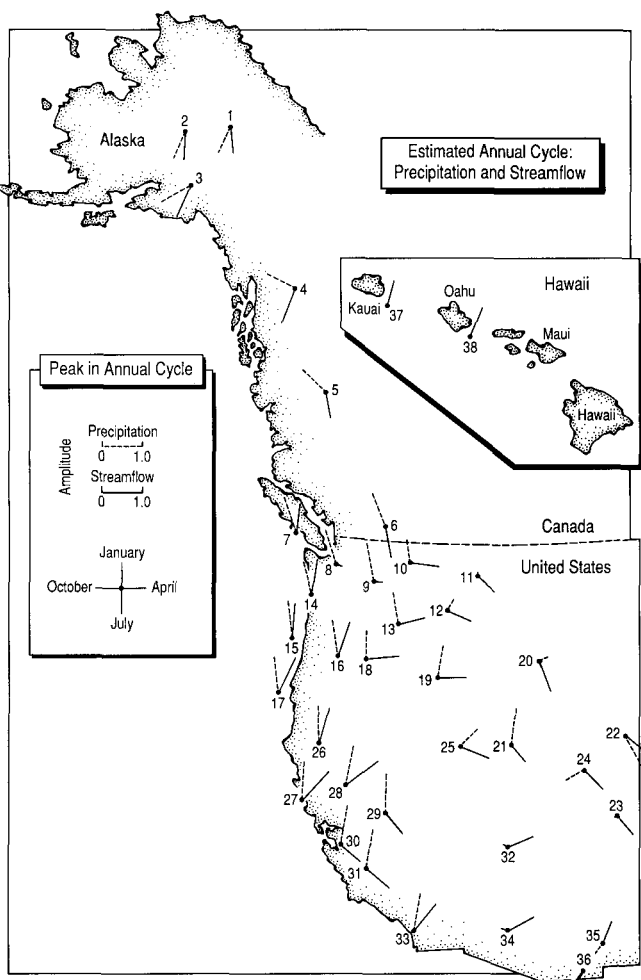 1
2
Alaska
Estimated Annual Cycle:
Precipitation and Streamflow
3
Hawaii
4
Oahu
Kauai
37
Maui
38
Peak in Annual Cycle
5
Hawaii
Amplitude
Precipitation
0 1.0
Streamflow
0 1.0
6
Canada
7
January
8
10
United States
9
11
October
April
14
12
July
13
15
16
18
20
19
17
22
26
25
21
24
28
27
23
29
30
32
31
33
34
35
36